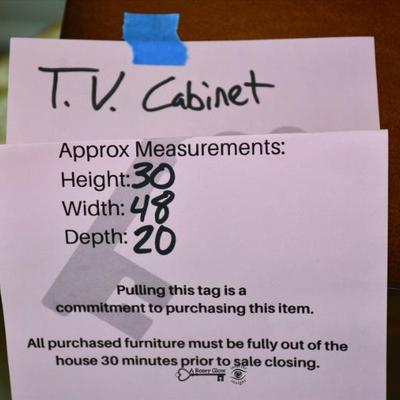 T.V. Cabinet
Approx Measurements:
Height: 30
Width: 48
Depth: 20
Pulling this tag is a
commitment to purchasing this item.
All purchased furniture must be fully out of the
house 30 minutes prior to sale closing.
A Rosey Glow